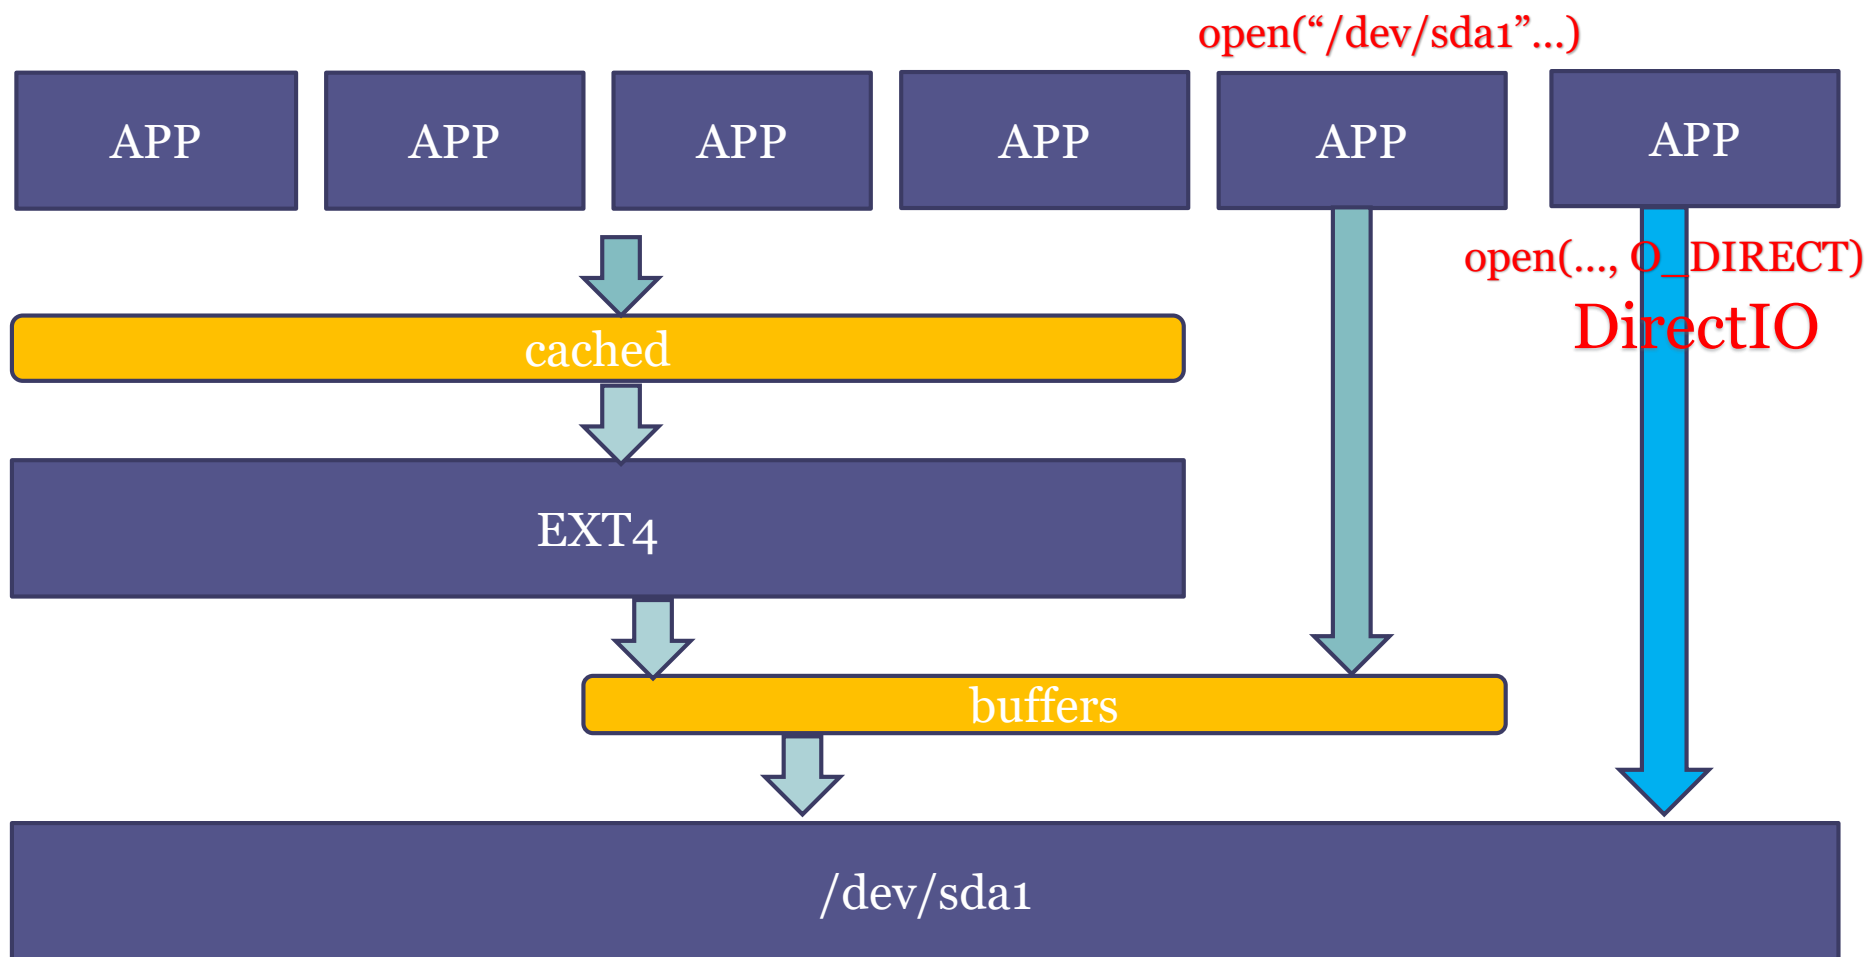 open(“/dev/sda1”...)
APP
APP
APP
APP
APP
APP
open(..., O_DIRECT)
DirectIO
cached
EXT4
buffers
/dev/sda1